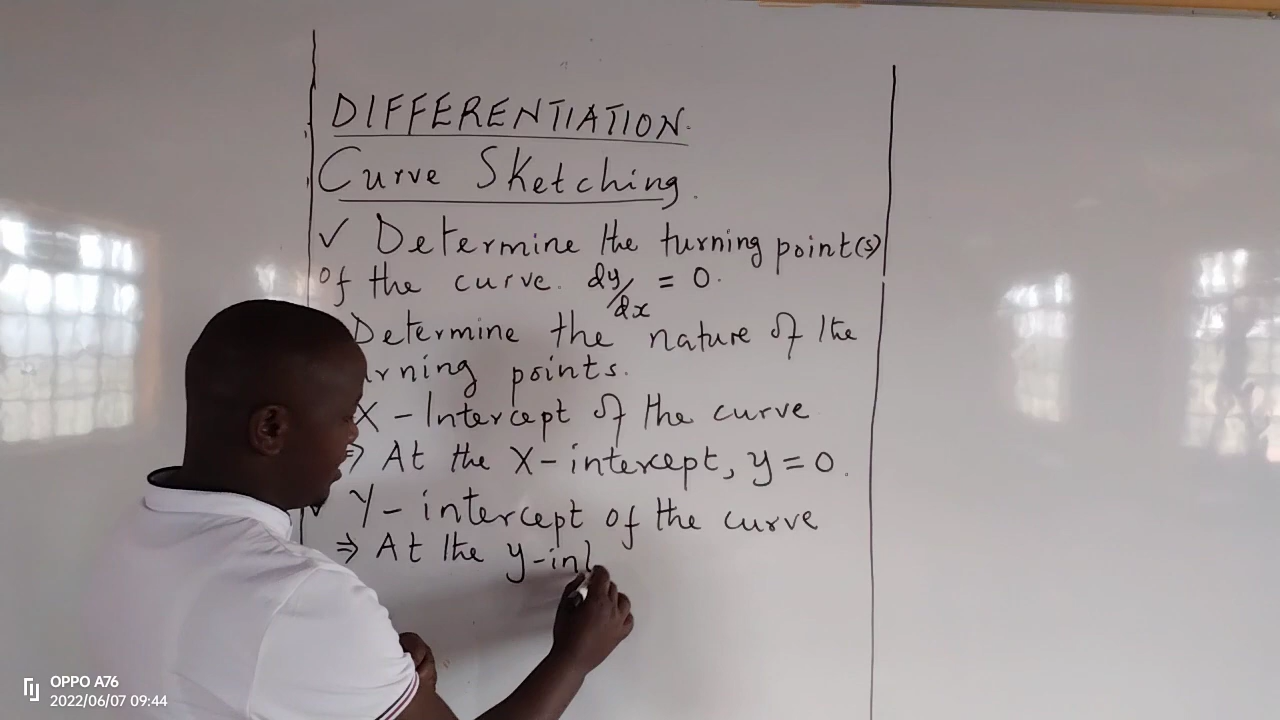 DIFFERENTIATION.
Curve Sketching.
✓ Determine the turning point(s)
of the curve. dy/dx = 0.
Determine the nature of the
points.
X - Intercept of the curve
⇒ At the X - intercept, y = 0.
✓ Y - intercept of the curve
⇒ At the y - in
OPPO A76
2022/06/07 09:44